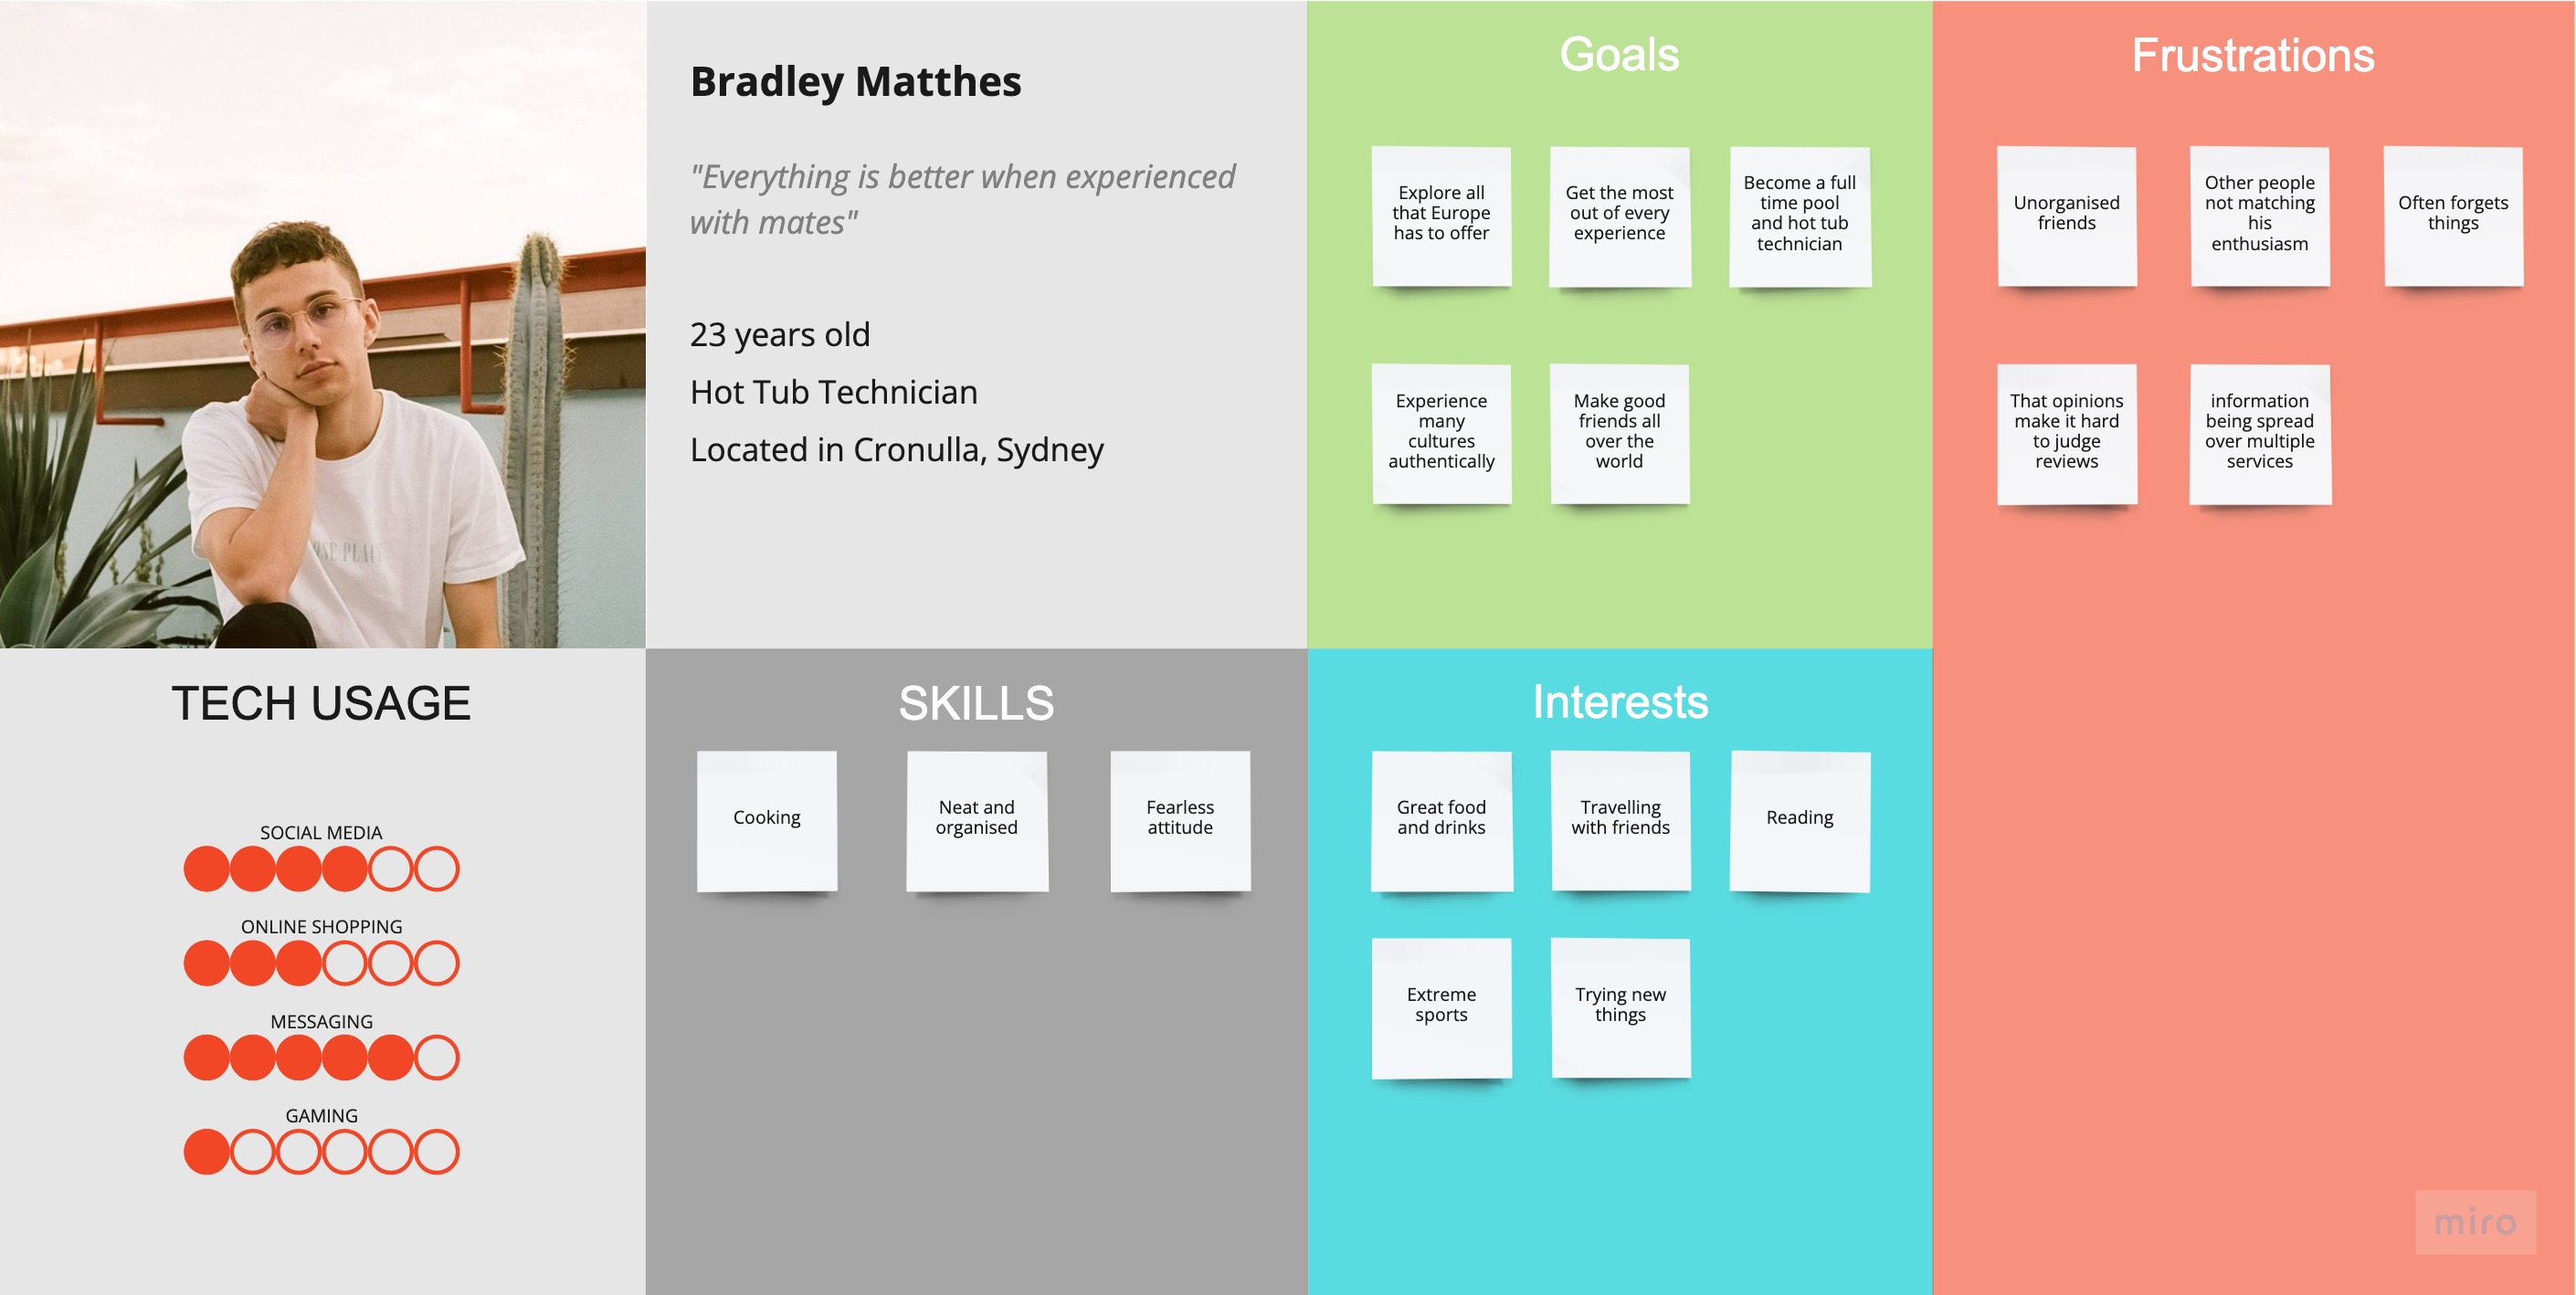 Bradley Matthes
"Everything is better when experienced
with mates"
23 years old
Hot Tub Technician
Located in Cronulla, Sydney
Goals
Explore all
that Europe
has to offer
Get the most
out of every
experience
Become a full
time pool
and hot tub
technician
Experience
many
cultures
authentically
Make good
friends all
over the
world
Frustrations
Unorganised
friends
Other people
not matching
his
enthusiasm
Often forgets
things
That opinions
make it hard
to judge
reviews
information
being spread
over multiple
services
TECH USAGE
SOCIAL MEDIA
ONLINE SHOPPING
MESSAGING
GAMING
SKILLS
Cooking
Neat and
organised
Fearless
attitude
Interests
Great food
and drinks
Travelling
with friends
Reading
Extreme
sports
Trying new
things
miro